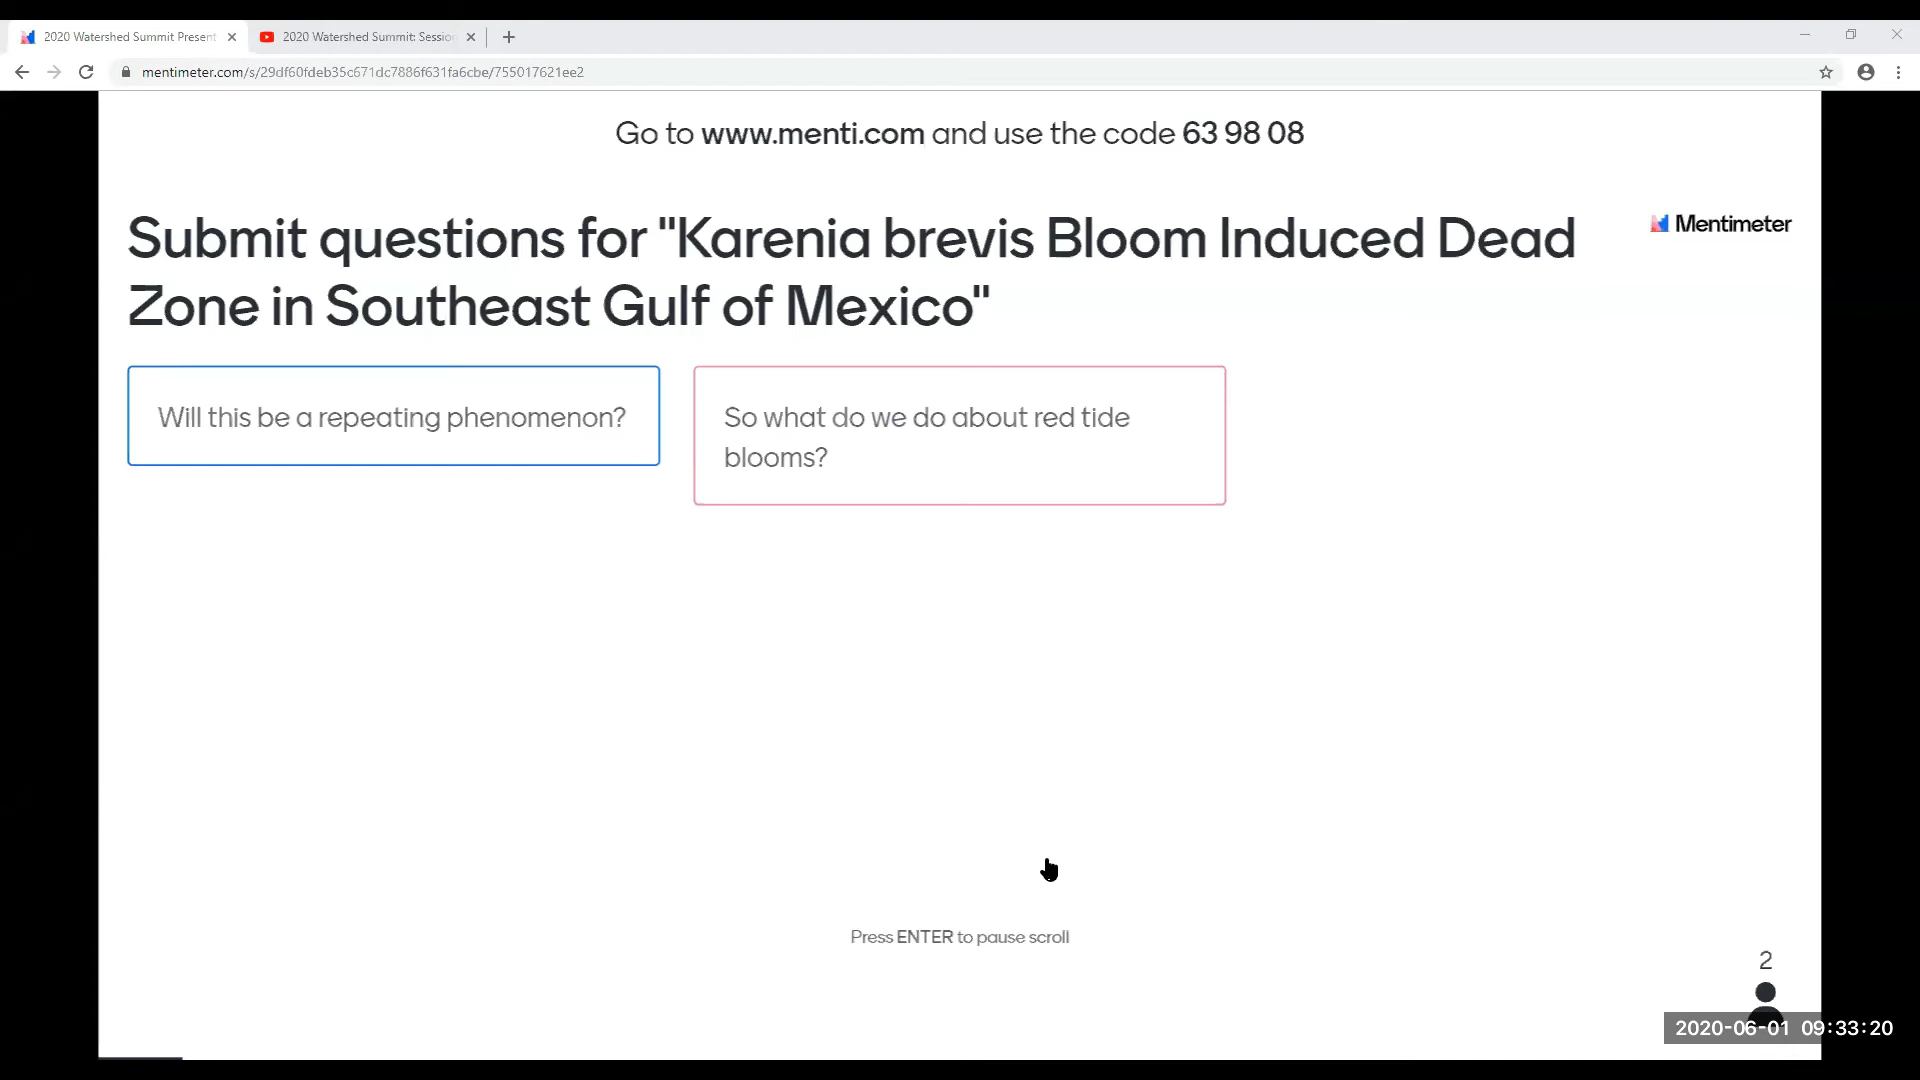 2020 Watershed Summit Present
2020 Watershed Summit: Session
mentimeter.com/s/29df60fdeb35c671dc7886f631fa6cbe/755017621ee2
Go to www.menti.com and use the code 63 98 08
Submit questions for "Karenia brevis Bloom Induced Dead
Zone in Southeast Gulf of Mexico"
Mentimeter
Will this be a repeating phenomenon?
So what do we do about red tide
blooms?
Press ENTER to pause scroll
2
2020-06-01 09:33:20